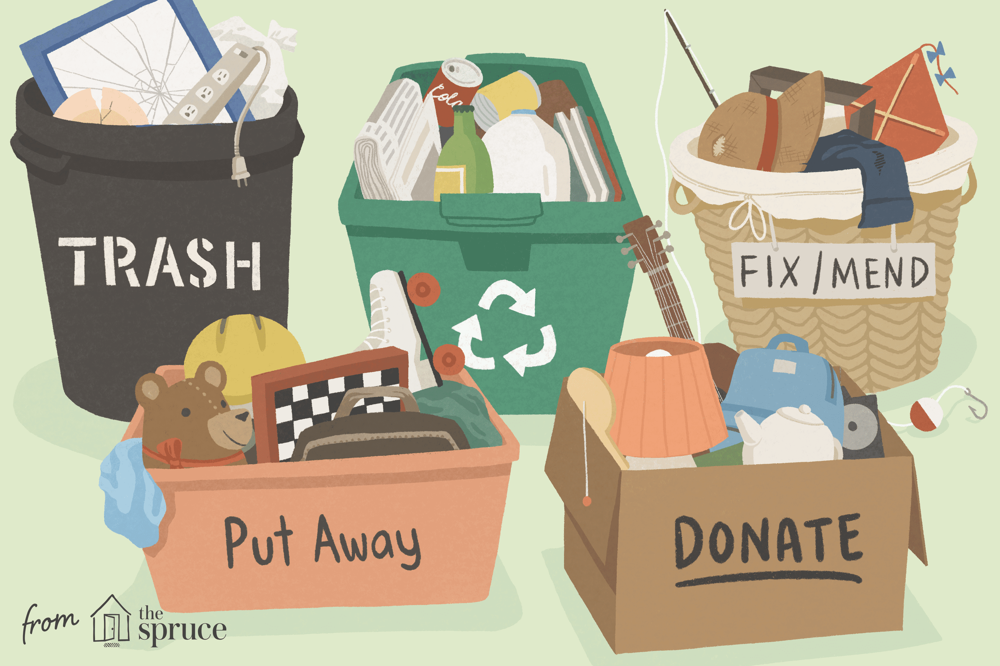 TRASH
Cola
FIX/MEND
Put Away
DONATE
from
the
spruce